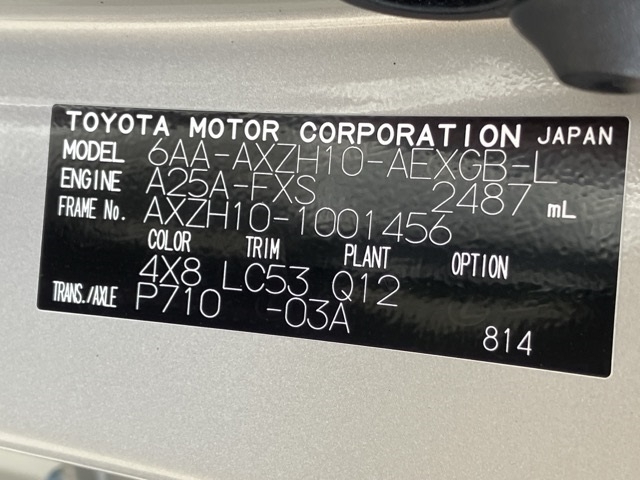 TOYOTA MOTOR CORPORATION JAPAN
MODEL 6AA-AXZH10-AEXGB-L
ENGINE A25A-FXS 2487 mL
FRAME No. AXZH10-1001456
COLOR TRIM PLANT OPTION
4X8 LC53 Q12
TRANS./AXLE P710 -03A
814